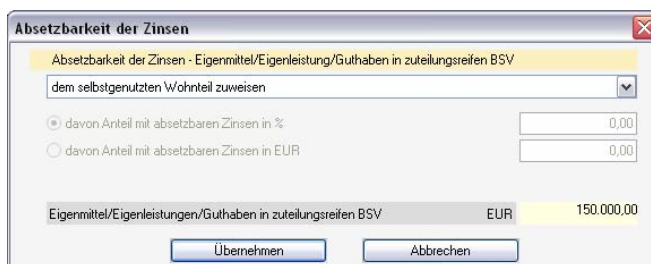 Absetzbarkeit der Zinsen
Absetzbarkeit der Zinsen - Eigenmittel/Eigenleistung/Guthaben in zuteilungsreifen BSV
dem selbstgenutzten Wohnteil zuweisen
davon Anteil mit absetzbaren Zinsen in % 0,00
davon Anteil mit absetzbaren Zinsen in EUR 0,00
Eigenmittel/Eigenleistungen/Guthaben in zuteilungsreifen BSV EUR 150.000,00
Übernehmen Abbrechen